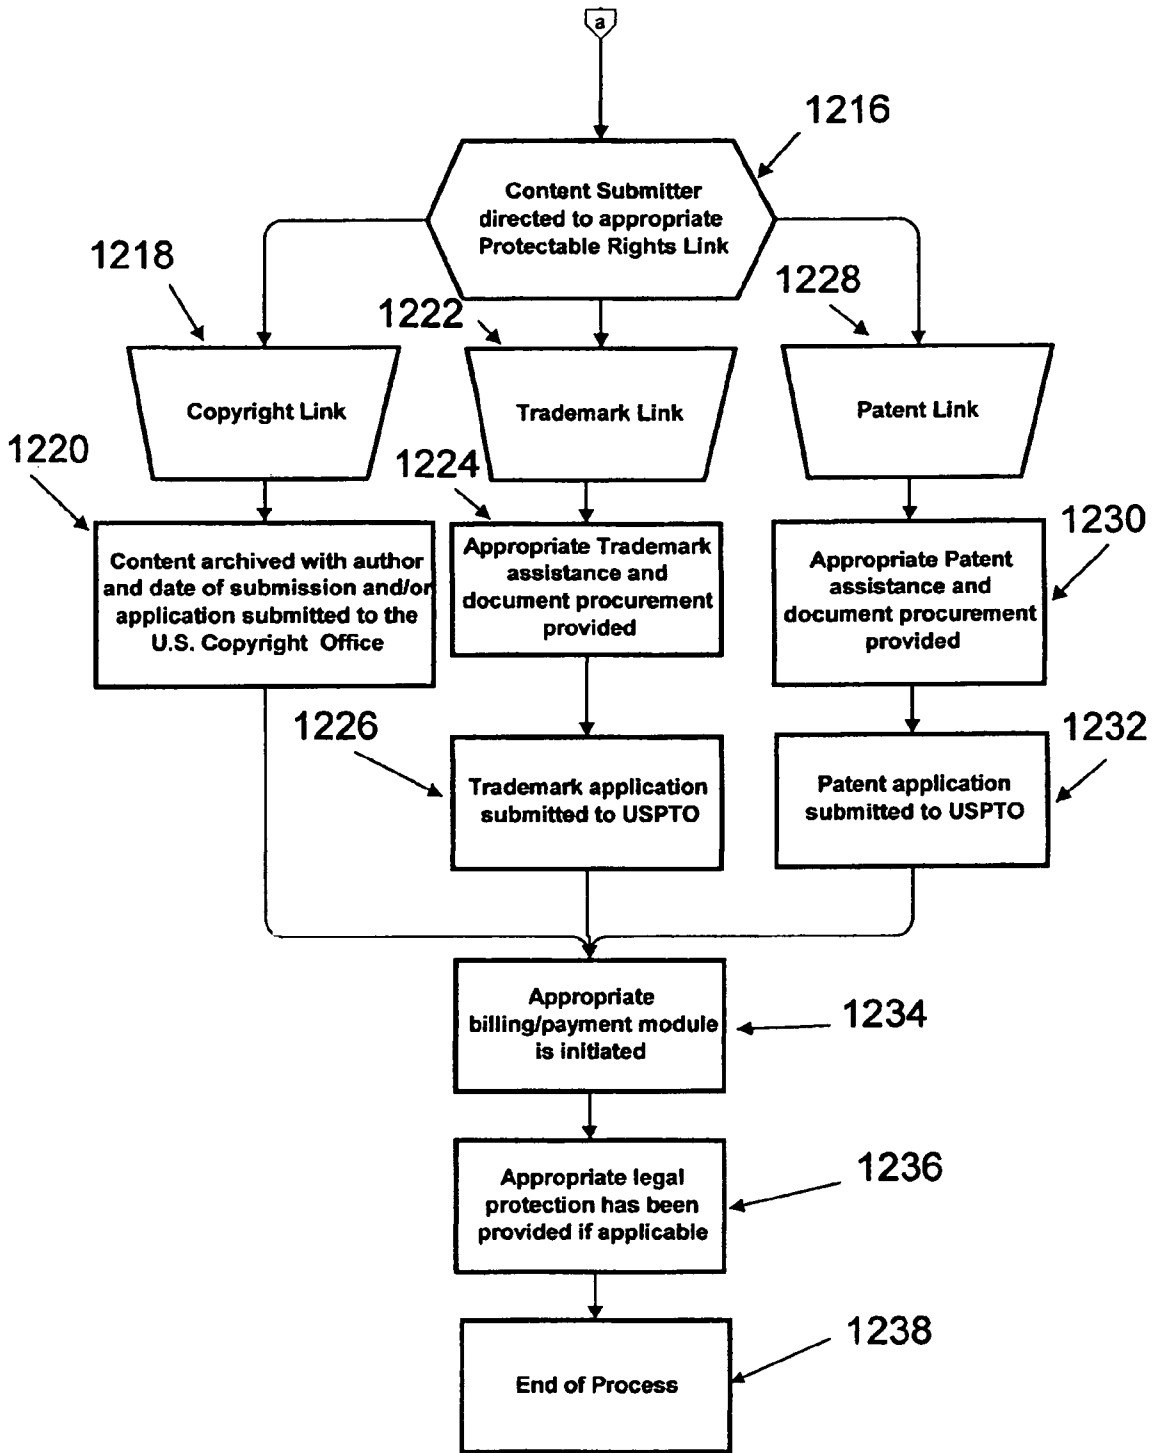 a
1216
Content Submitter
directed to appropriate
Protectable Rights Link
1218
1222
1228
Copyright Link
Trademark Link
Patent Link
1220
Content archived with author
and date of submission and/or
application submitted to the
U.S. Copyright Office
1224
Appropriate Trademark
assistance and
document procurement
provided
1230
Appropriate Patent
assistance and
document procurement
provided
1226
Trademark application
submitted to USPTO
1232
Patent application
submitted to USPTO
Appropriate
billing/payment module
is initiated
1234
Appropriate legal
protection has been
provided if applicable
1236
End of Process
1238